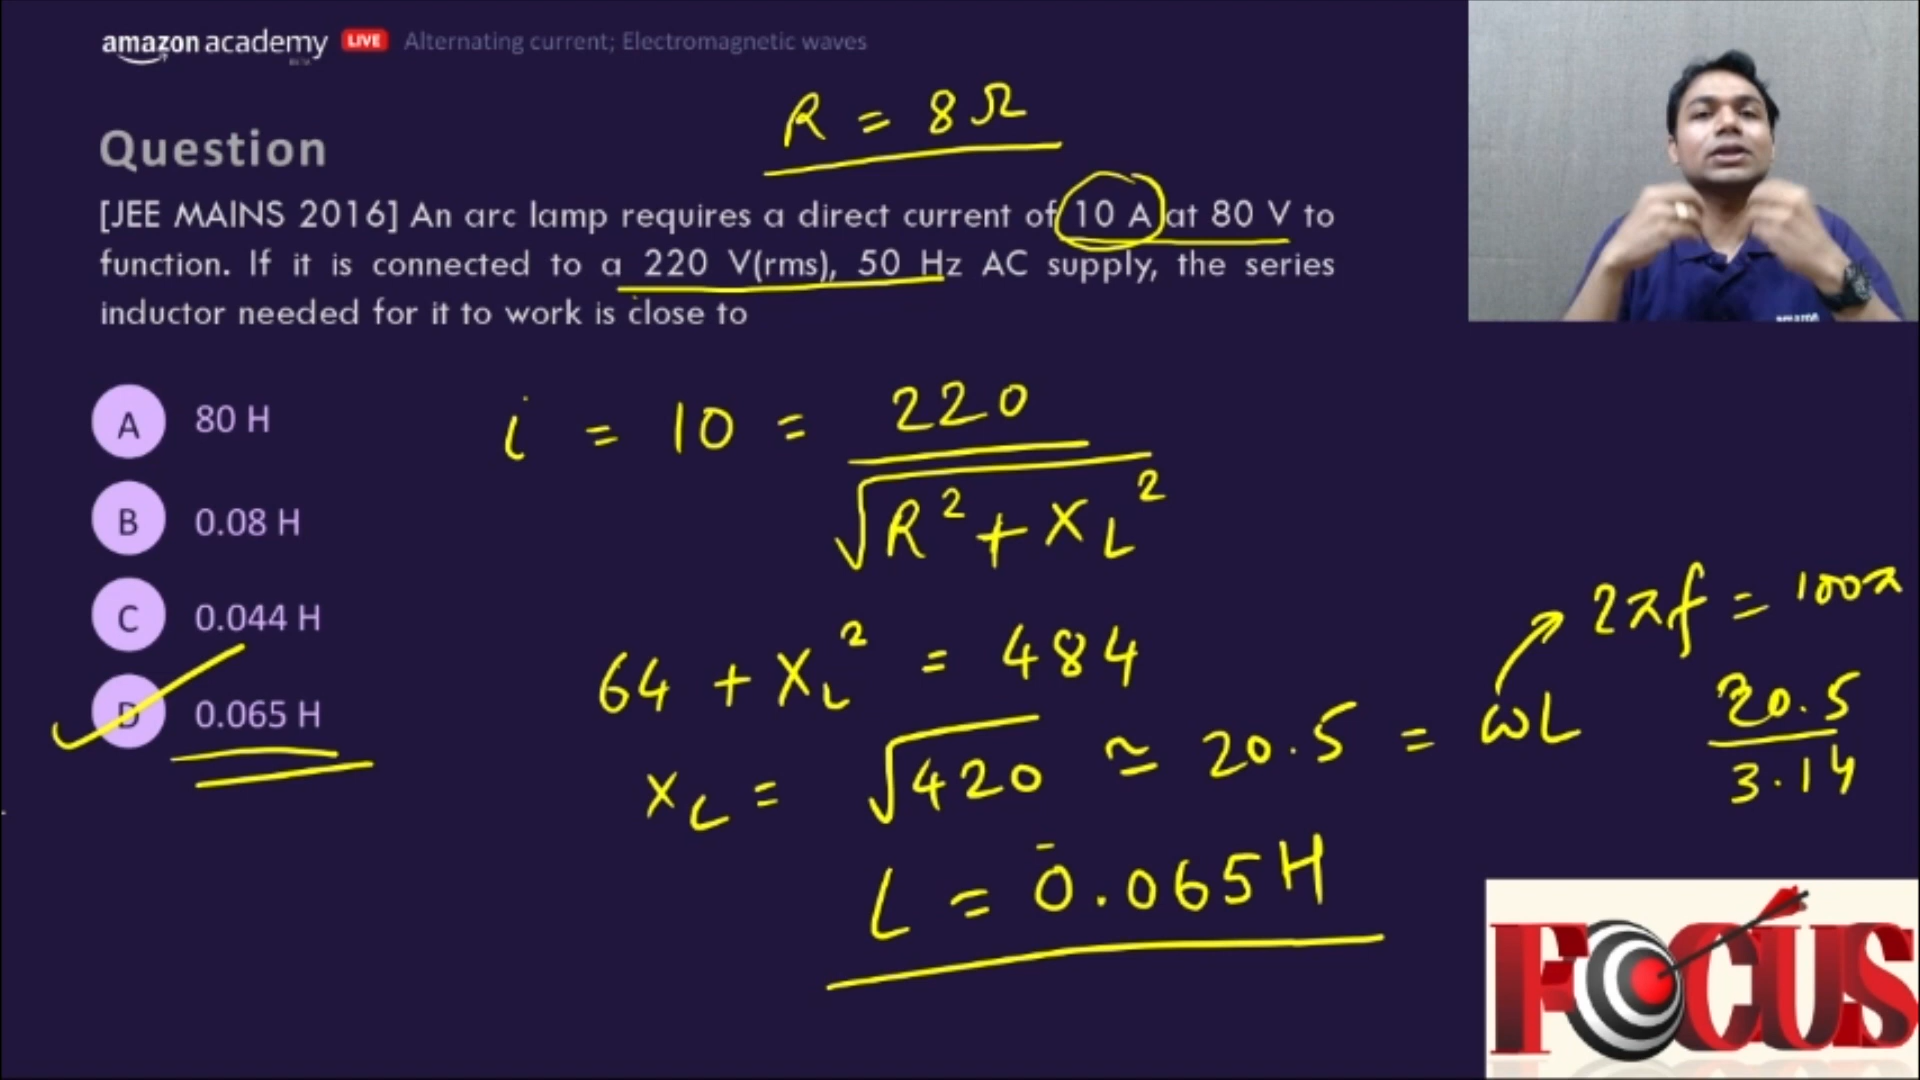 amazon academy LIVE Alternating current; Electromagnetic waves
BETA
R = 8Ω
Question
[JEE MAINS 2016] An arc lamp requires a direct current of 10 A at 80 V to
function. If it is connected to a 220 V(rms), 50 Hz AC supply, the series
inductor needed for it to work is close to
A 80 H
B 0.08 H
C 0.044 H
D 0.065 H
i = 10 = 220 / √R² + X_L²
64 + X_L² = 484
X_L = √420 ≃ 20.5 = ωL
2πf = 100π
20.5 / 3.14
L = 0.065H
FOCUS